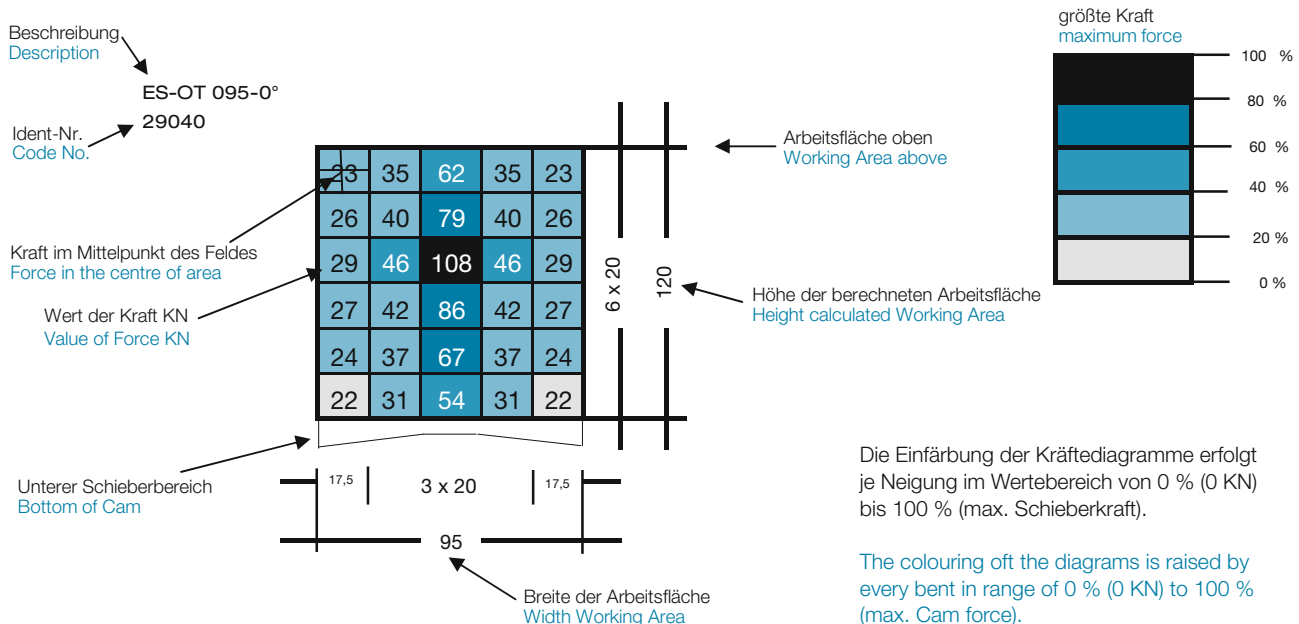 Beschreibung
Description
ES-OT 095-0°
29040
Ident-Nr.
Code No.
Kraft im Mittelpunkt des Feldes
Force in the centre of area
Wert der Kraft KN
Value of Force KN
Unterer Schieberbereich
Bottom of Cam
23 35 62 35 23
26 40 79 40 26
29 46 108 46 29
27 42 86 42 27
24 37 67 37 24
22 31 54 31 22
17,5 3 x 20 17,5
95
Breite der Arbeitsfläche
Width Working Area
6 x 20
120
Arbeitsfläche oben
Working Area above
Höhe der berechneten Arbeitsfläche
Height calculated Working Area
größte Kraft
maximum force
100 %
80 %
60 %
40 %
20 %
0 %
Die Einfärbung der Kräftediagramme erfolgt
je Neigung im Wertebereich von 0 % (0 KN)
bis 100 % (max. Schieberkraft).
The colouring oft the diagrams is raised by
every bent in range of 0 % (0 KN) to 100 %
(max. Cam force).